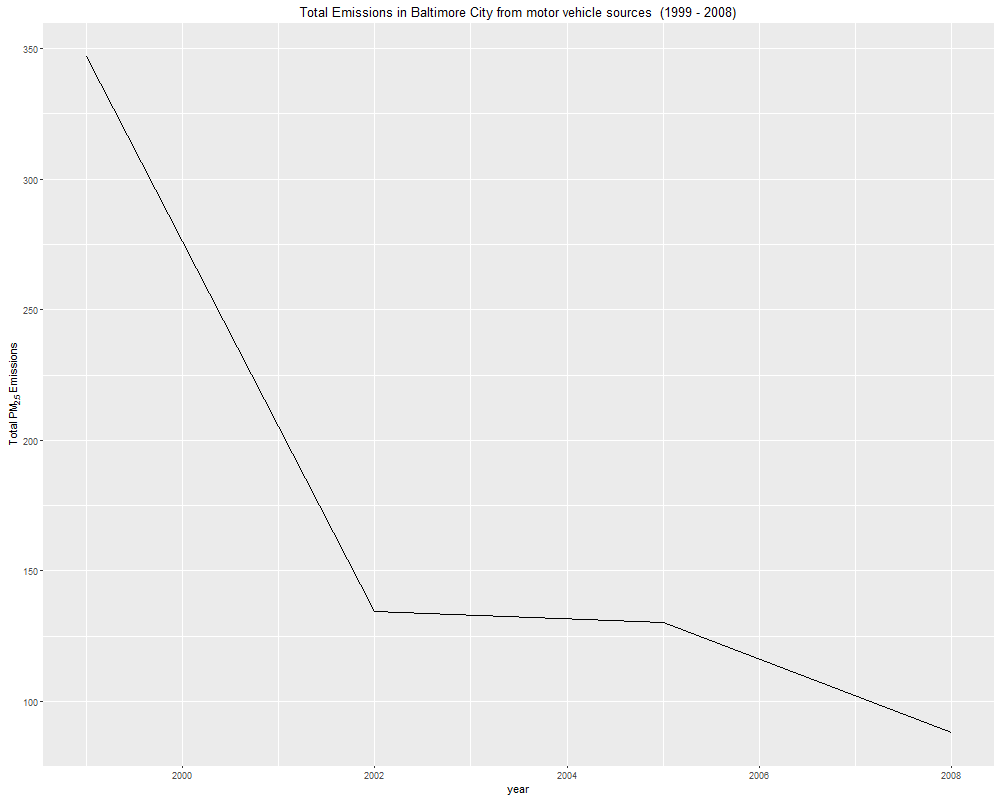 Total Emissions in Baltimore City from motor vehicle sources  (1999 - 2008)
350
300
250
200
150
100
Total PM2.5 Emissions
2000 2002 2004 2006 2008
year